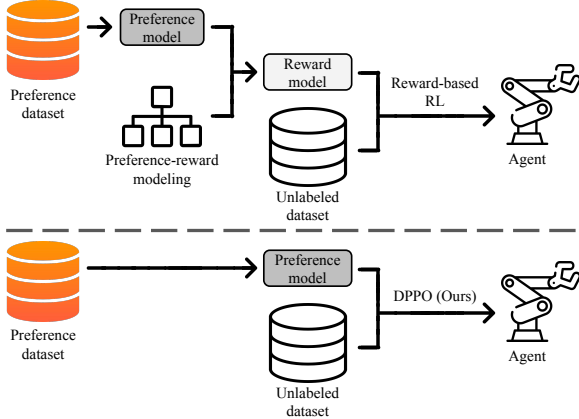 Preference
model
Preference
dataset
Reward
model
Reward-based
RL
Preference-reward
modeling
Agent
Unlabeled
dataset
Preference
model
DPPO (Ours)
Preference
dataset
Agent
Unlabeled
dataset